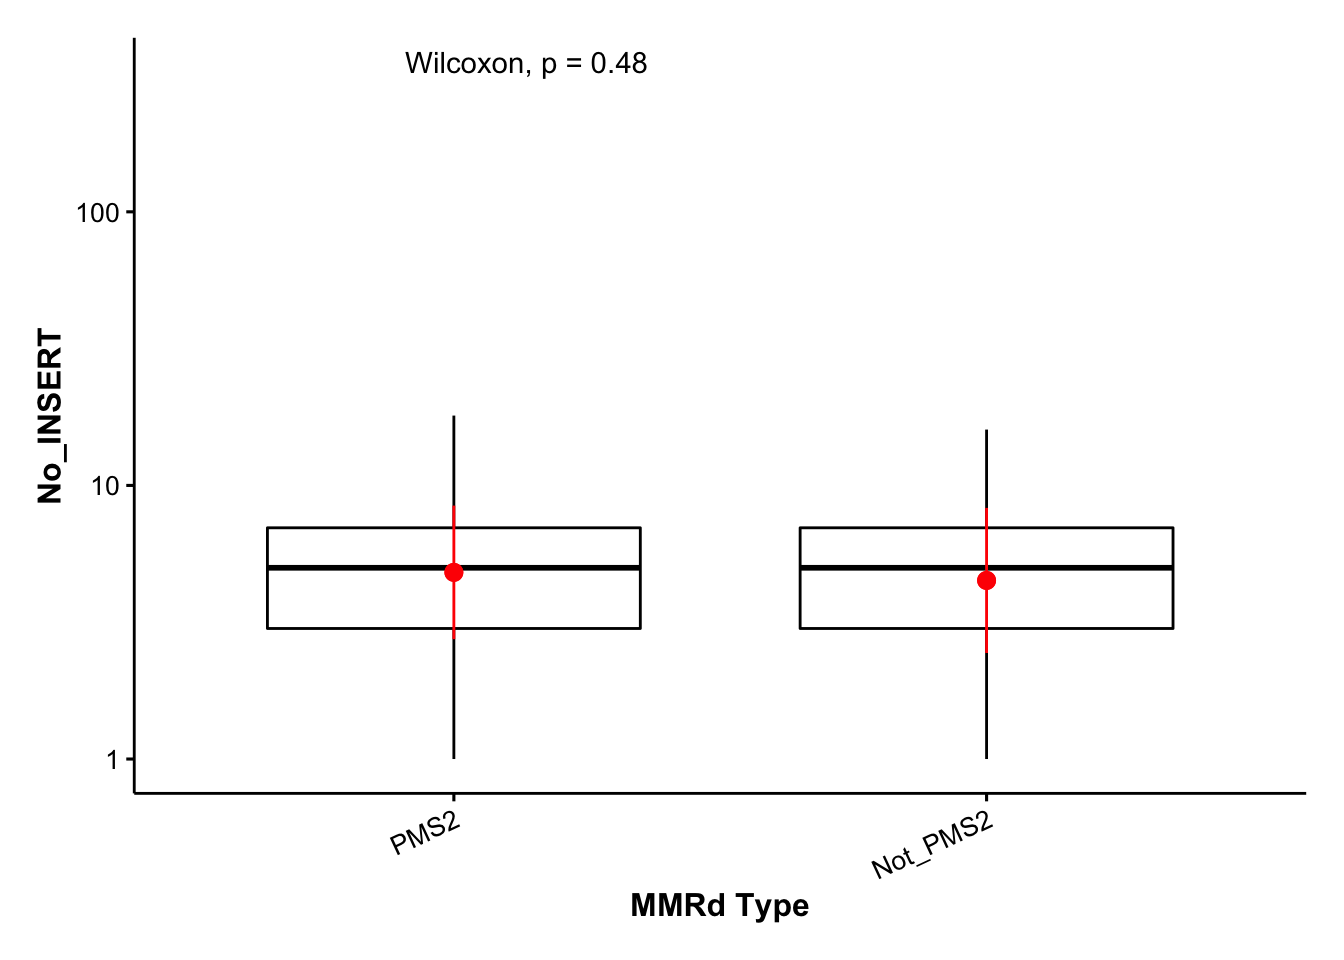 Wilcoxon, p = 0.48
No_INSERT
100
10
1
PMS2
Not_PMS2
MMRd Type